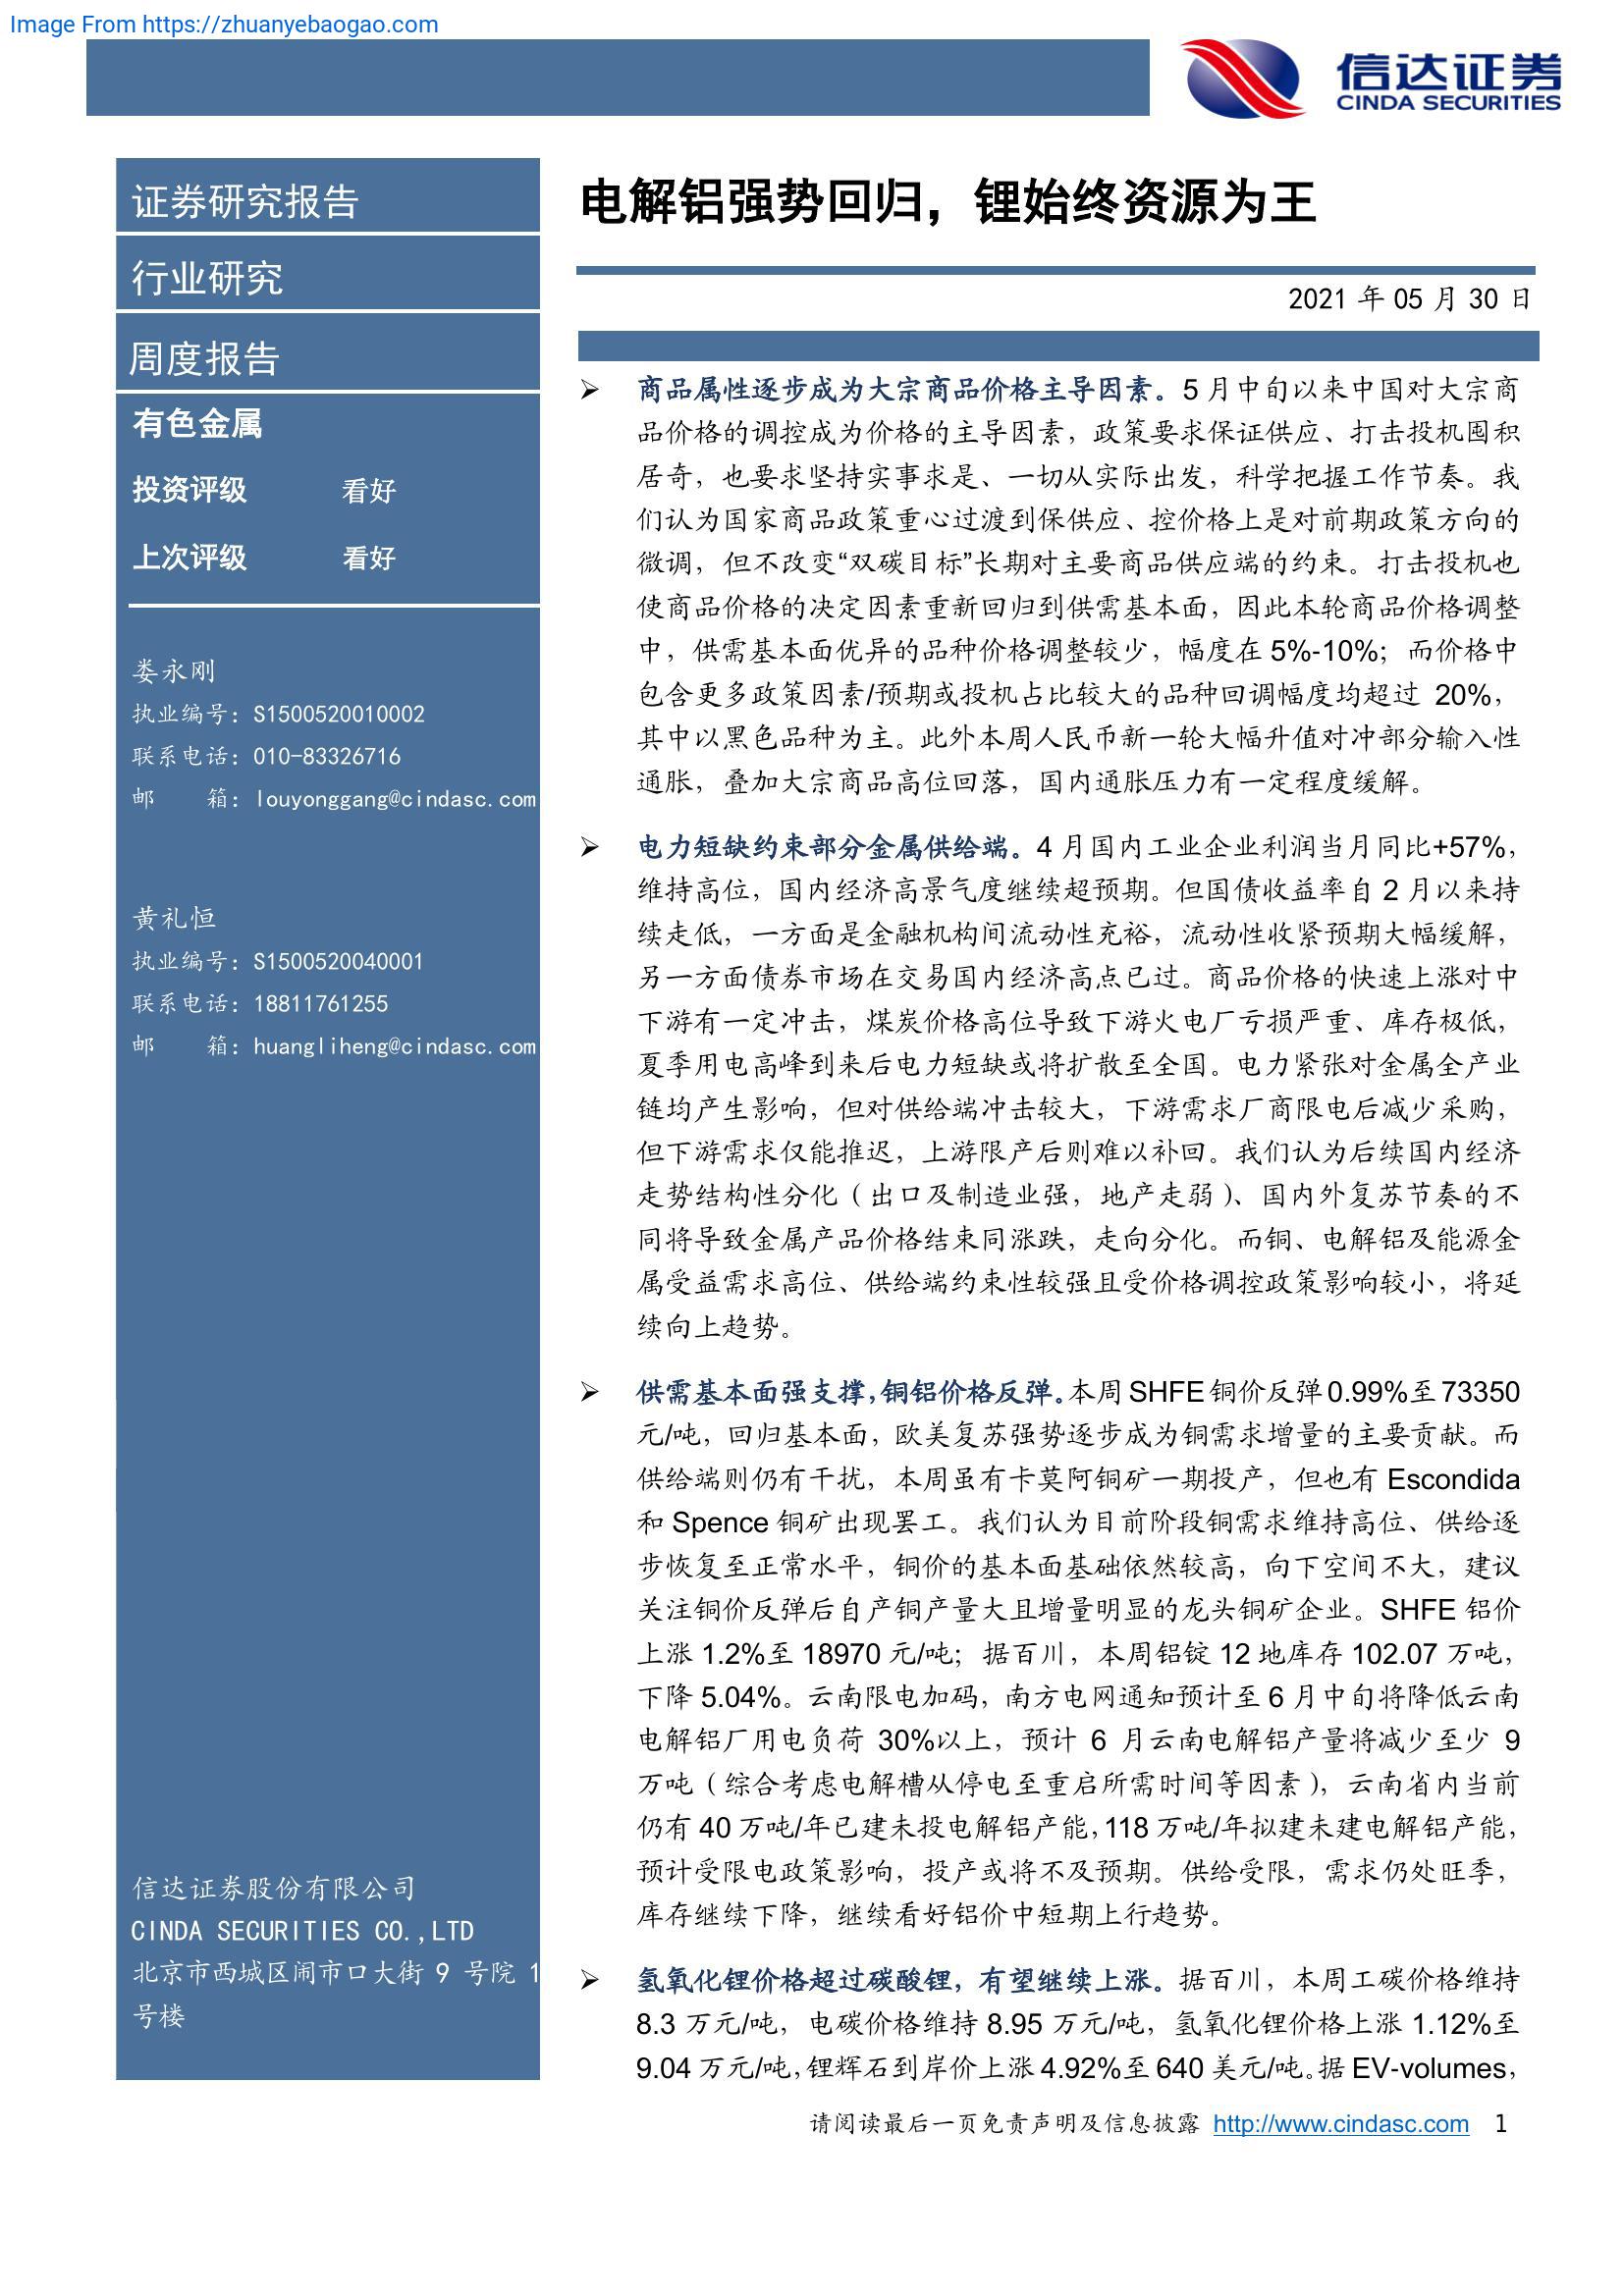 Image From https://zhuanyebaogao.com
信达证券
CINDA SECURITIES
证券研究报告
行业研究
周度报告
有色金属
投资评级 看好
上次评级 看好
娄永刚
执业编号：S1500520010002
联系电话：010-83326716
邮 箱：louyonggang@cindasc.com
黄礼恒
执业编号：S1500520040001
联系电话：18811761255
邮 箱：huangliheng@cindasc.com
信达证券股份有限公司
CINDA SECURITIES CO.,LTD
北京市西城区闹市口大街 9 号院 1
号楼
电解铝强势回归，锂始终资源为王
2021 年 05 月 30 日
➢ 商品属性逐步成为大宗商品价格主导因素。5 月中旬以来中国对大宗商
品价格的调控成为价格的主导因素，政策要求保证供应、打击投机囤积
居奇，也要求坚持实事求是、一切从实际出发，科学把握工作节奏。我
们认为国家商品政策重心过渡到保供应、控价格上是对前期政策方向的
微调，但不改变“双碳目标”长期对主要商品供应端的约束。打击投机也
使商品价格的决定因素重新回归到供需基本面，因此本轮商品价格调整
中，供需基本面优异的品种价格调整较少，幅度在 5%-10%；而价格中
包含更多政策因素/预期或投机占比较大的品种回调幅度均超过 20%，
其中以黑色品种为主。此外本周人民币新一轮大幅升值对冲部分输入性
通胀，叠加大宗商品高位回落，国内通胀压力有一定程度缓解。
➢ 电力短缺约束部分金属供给端。4 月国内工业企业利润当月同比+57%，
维持高位，国内经济高景气度继续超预期。但国债收益率自 2 月以来持
续走低，一方面是金融机构间流动性充裕，流动性收紧预期大幅缓解，
另一方面债券市场在交易国内经济高点已过。商品价格的快速上涨对中
下游有一定冲击，煤炭价格高位导致下游火电厂亏损严重、库存极低，
夏季用电高峰到来后电力短缺或将扩散至全国。电力紧张对金属全产业
链均产生影响，但对供给端冲击较大，下游需求厂商限电后减少采购，
但下游需求仅能推迟，上游限产后则难以补回。我们认为后续国内经济
走势结构性分化（出口及制造业强，地产走弱）、国内外复苏节奏的不
同将导致金属产品价格结束同涨跌，走向分化。而铜、电解铝及能源金
属受益需求高位、供给端约束性较强且受价格调控政策影响较小，将延
续向上趋势。
➢ 供需基本面强支撑，铜铝价格反弹。本周 SHFE 铜价反弹 0.99%至 73350
元/吨，回归基本面，欧美复苏强势逐步成为铜需求增量的主要贡献。而
供给端则仍有干扰，本周虽有卡莫阿铜矿一期投产，但也有 Escondida
和 Spence 铜矿出现罢工。我们认为目前阶段铜需求维持高位、供给逐
步恢复至正常水平，铜价的基本面基础依然较高，向下空间不大，建议
关注铜价反弹后自产铜产量大且增量明显的龙头铜矿企业。SHFE 铝价
上涨 1.2%至 18970 元/吨；据百川，本周铝锭 12 地库存 102.07 万吨，
下降 5.04%。云南限电加码，南方电网通知预计至 6 月中旬将降低云南
电解铝厂用电负荷 30%以上，预计 6 月云南电解铝产量将减少至少 9
万吨（综合考虑电解槽从停电至重启所需时间等因素），云南省内当前
仍有 40 万吨/年已建未投电解铝产能，118 万吨/年拟建未建电解铝产能，
预计受限电政策影响，投产或将不及预期。供给受限，需求仍处旺季，
库存继续下降，继续看好铝价中短期上行趋势。
➢ 氢氧化锂价格超过碳酸锂，有望继续上涨。据百川，本周工碳价格维持
8.3 万元/吨，电碳价格维持 8.95 万元/吨，氢氧化锂价格上涨 1.12%至
9.04 万元/吨，锂辉石到岸价上涨 4.92%至 640 美元/吨。据 EV-volumes，
请阅读最后一页免责声明及信息披露 http://www.cindasc.com 1